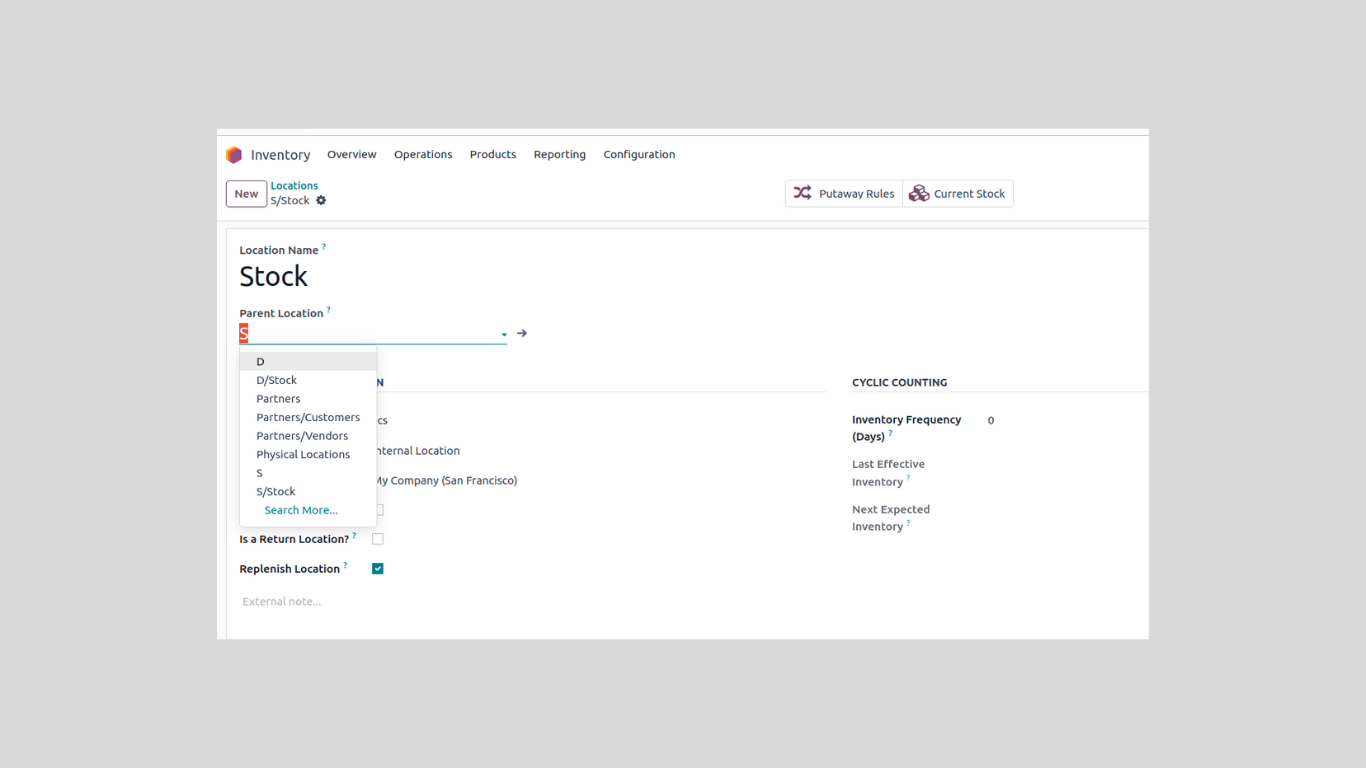 Inventory Overview Operations Products Reporting Configuration
New
Locations
S/Stock
Putaway Rules
Current Stock
Location Name ?
Stock
Parent Location ?
S
D
D/Stock
Partners
Partners/Customers
Partners/Vendors
Physical Locations
S
S/Stock
Search More...
N
cs
nternal Location
My Company (San Francisco)
Is a Return Location? ?
Replenish Location ?
External note...
CYCLIC COUNTING
Inventory Frequency 0
(Days) ?
Last Effective
Inventory ?
Next Expected
Inventory ?